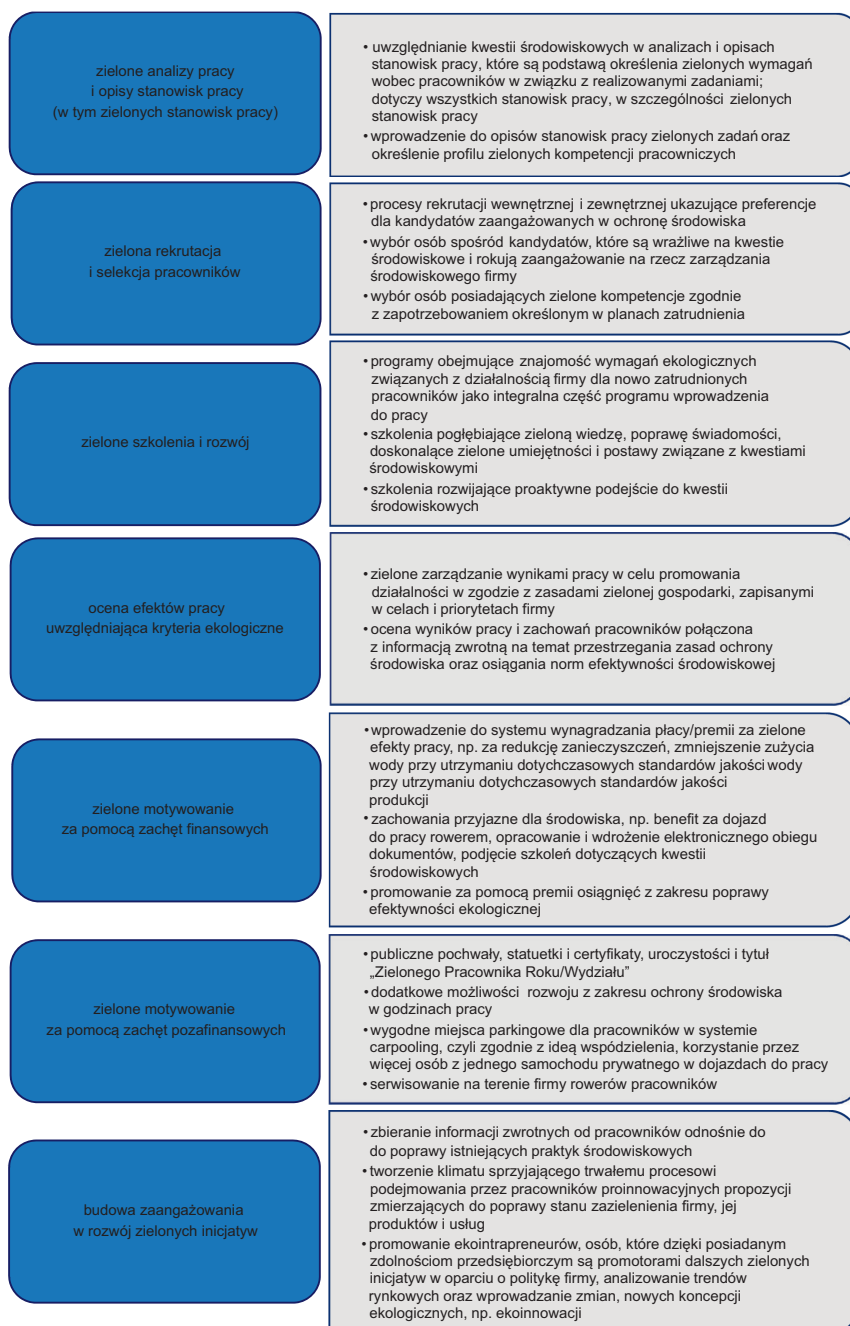 zielone analizy pracy
i opisy stanowisk pracy
(w tym zielonych stanowisk pracy)
• uwzględnianie kwestii środowiskowych w analizach i opisach
stanowisk pracy, które są podstawą określenia zielonych wymagań
wobec pracowników w związku z realizowanymi zadaniami;
dotyczy wszystkich stanowisk pracy, w szczególności zielonych
stanowisk pracy
• wprowadzenie do opisów stanowisk pracy zielonych zadań oraz
określenie profilu zielonych kompetencji pracowniczych
zielona rekrutacja
i selekcja pracowników
• procesy rekrutacji wewnętrznej i zewnętrznej ukazujące preferencje
dla kandydatów zaangażowanych w ochronę środowiska
• wybór osób spośród kandydatów, które są wrażliwe na kwestie
środowiskowe i rokują zaangażowanie na rzecz zarządzania
środowiskowego firmy
• wybór osób posiadających zielone kompetencje zgodnie
z zapotrzebowaniem określonym w planach zatrudnienia
zielone szkolenia i rozwój
• programy obejmujące znajomość wymagań ekologicznych
związanych z działalnością firmy dla nowo zatrudnionych
pracowników jako integralna część programu wprowadzenia
do pracy
• szkolenia pogłębiające zieloną wiedzę, poprawę świadomości,
doskonalące zielone umiejętności i postawy związane z kwestiami
środowiskowymi
• szkolenia rozwijające proaktywne podejście do kwestii
środowiskowych
ocena efektów pracy
uwzględniająca kryteria ekologiczne
• zielone zarządzanie wynikami pracy w celu promowania
działalności w zgodzie z zasadami zielonej gospodarki, zapisanymi
w celach i priorytetach firmy
• ocena wyników pracy i zachowań pracowników połączona
z informacją zwrotną na temat przestrzegania zasad ochrony
środowiska oraz osiągania norm efektywności środowiskowej
zielone motywowanie
za pomocą zachęt finansowych
• wprowadzenie do systemu wynagradzania płacy/premii za zielone
efekty pracy, np. za redukcję zanieczyszczeń, zmniejszenie zużycia
wody przy utrzymaniu dotychczasowych standardów jakości wody
przy utrzymaniu dotychczasowych standardów jakości
produkcji
• zachowania przyjazne dla środowiska, np. benefit za dojazd
do pracy rowerem, opracowanie i wdrożenie elektronicznego obiegu
dokumentów, podjęcie szkoleń dotyczących kwestii
środowiskowych
• promowanie za pomocą premii osiągnięć z zakresu poprawy
efektywności ekologicznej
zielone motywowanie
za pomocą zachęt pozafinansowych
• publiczne pochwały, statuetki i certyfikaty, uroczystości i tytuł
„Zielonego Pracownika Roku/Wydziału”
• dodatkowe możliwości rozwoju z zakresu ochrony środowiska
w godzinach pracy
• wygodne miejsca parkingowe dla pracowników w systemie
carpooling, czyli zgodnie z ideą współdzielenia, korzystanie przez
więcej osób z jednego samochodu prywatnego w dojazdach do pracy
• serwisowanie na terenie firmy rowerów pracowników
budowa zaangażowania
w rozwój zielonych inicjatyw
• zbieranie informacji zwrotnych od pracowników odnośnie do
do poprawy istniejących praktyk środowiskowych
• tworzenie klimatu sprzyjającego trwałemu procesowi
podejmowania przez pracowników proinnowacyjnych propozycji
zmierzających do poprawy stanu zazielenienia firmy, jej
produktów i usług
• promowanie ekointrapreneurów, osób, które dzięki posiadanym
zdolnościom przedsiębiorczym są promotorami dalszych zielonych
inicjatyw w oparciu o politykę firmy, analizowanie trendów
rynkowych oraz wprowadzanie zmian, nowych koncepcji
ekologicznych, np. ekoinnowacji